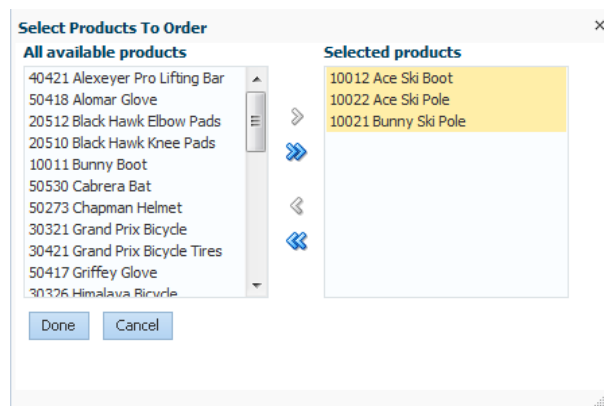 Select Products To Order
All available products
40421 Alexeyer Pro Lifting Bar
50418 Alomar Glove
20512 Black Hawk Elbow Pads
20510 Black Hawk Knee Pads
10011 Bunny Boot
50530 Cabrera Bat
50273 Chapman Helmet
30321 Grand Prix Bicycle
30421 Grand Prix Bicycle Tires
50417 Griffey Glove
30326 Himalaya Bicycle
Selected products
10012 Ace Ski Boot
10022 Ace Ski Pole
10021 Bunny Ski Pole
Done
Cancel